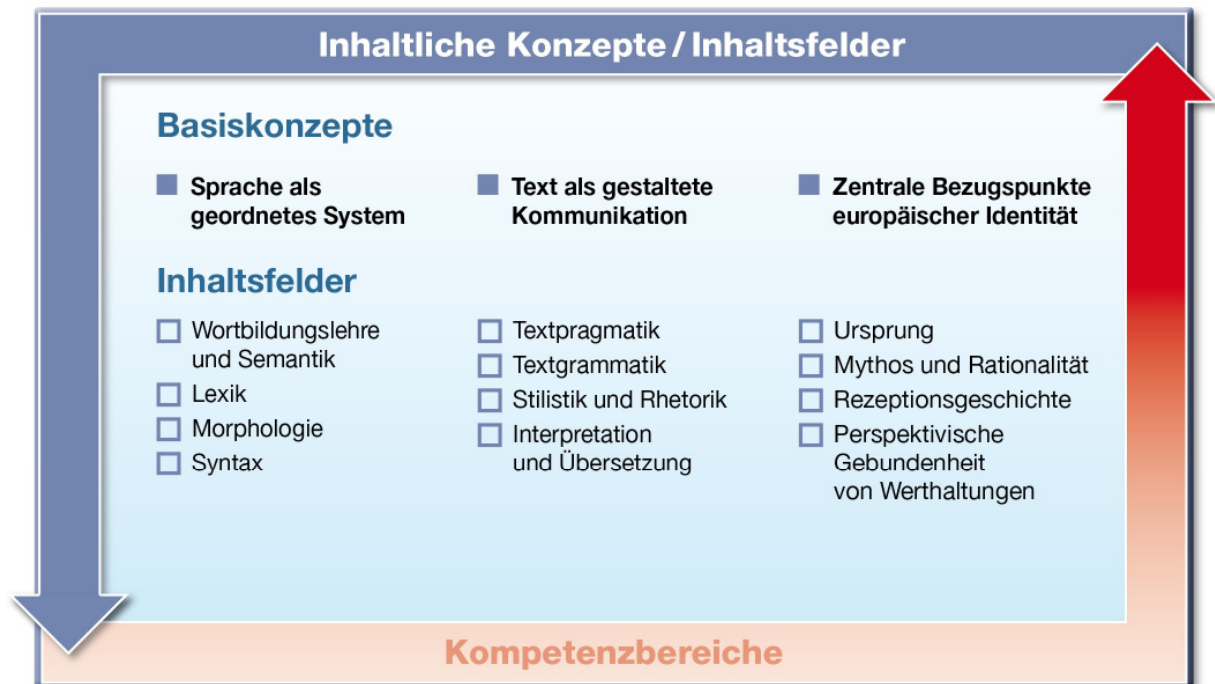 Inhaltliche Konzepte / Inhaltsfelder
Basiskonzepte
Sprache als
geordnetes System
Text als gestaltete
Kommunikation
Zentrale Bezugspunkte
europäischer Identität
Inhaltsfelder
Wortbildungslehre
und Semantik
Lexik
Morphologie
Syntax
Textpragmatik
Textgrammatik
Stilistik und Rhetorik
Interpretation
und Übersetzung
Ursprung
Mythos und Rationalität
Rezeptionsgeschichte
Perspektivische
Gebundenheit
von Werthaltungen
Kompetenzbereiche